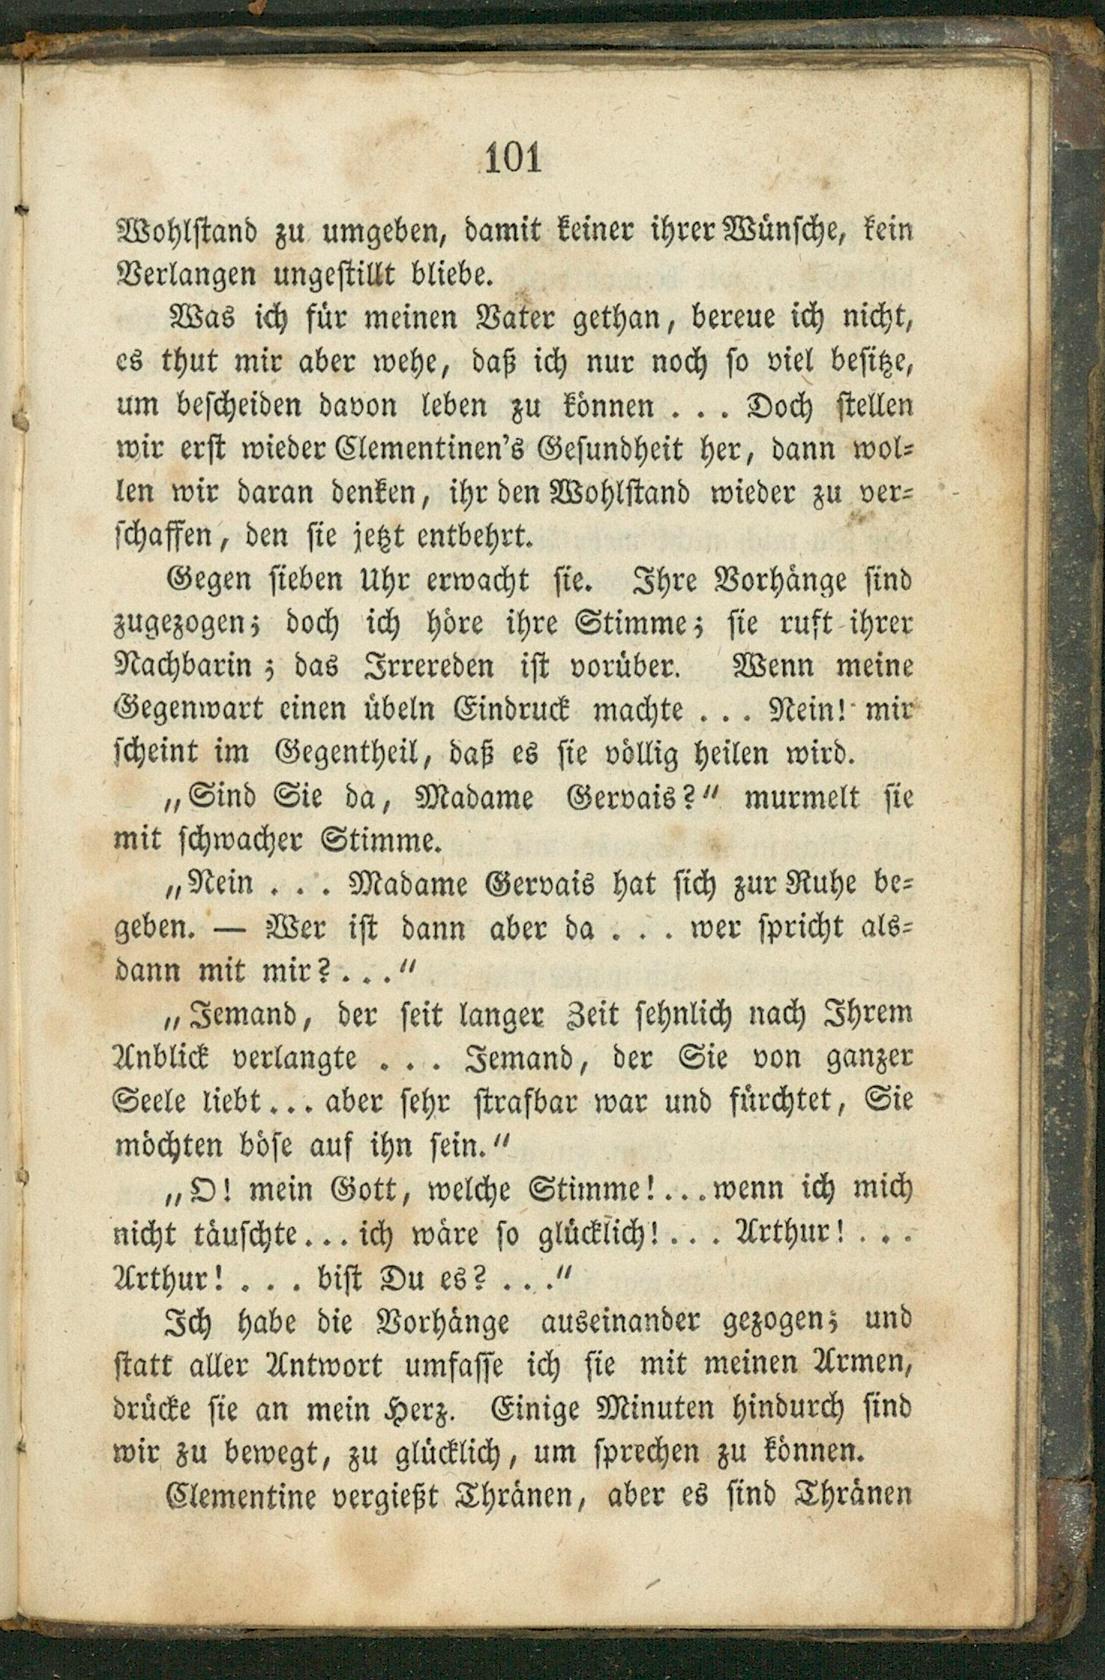 101
Wohlstand zu umgeben, damit keiner ihrer Wünsche, kein
Verlangen ungestillt bliebe.
Was ich für meinen Vater gethan, bereue ich nicht,
es thut mir aber wehe, daß ich nur noch so viel besitze,
um bescheiden davon leben zu können . . . Doch stellen
wir erst wieder Clementinen's Gesundheit her, dann wol-
len wir daran denken, ihr den Wohlstand wieder zu ver-
schaffen, den sie jetzt entbehrt.
Gegen sieben Uhr erwacht sie. Ihre Vorhänge sind
zugezogen; doch ich höre ihre Stimme; sie ruft ihrer
Nachbarin; das Irrereden ist vorüber. Wenn meine
Gegenwart einen übeln Eindruck machte . . . Nein! mir
scheint im Gegentheil, daß es sie völlig heilen wird.
„Sind Sie da, Madame Gervais?“ murmelt sie
mit schwacher Stimme.
„Nein . . . Madame Gervais hat sich zur Ruhe be-
geben. — Wer ist dann aber da . . . wer spricht als-
dann mit mir? . . .“
„Jemand, der seit langer Zeit sehnlich nach Ihrem
Anblick verlangte . . . Jemand, der Sie von ganzer
Seele liebt . . . aber sehr strafbar war und fürchtet, Sie
möchten böse auf ihn sein.“
„O! mein Gott, welche Stimme! . . . wenn ich mich
nicht täuschte . . . ich wäre so glücklich! . . . Arthur! . . .
Arthur! . . . bist Du es? . . .“
Ich habe die Vorhänge auseinander gezogen; und
statt aller Antwort umfasse ich sie mit meinen Armen,
drücke sie an mein Herz. Einige Minuten hindurch sind
wir zu bewegt, zu glücklich, um sprechen zu können.
Clementine vergießt Thränen, aber es sind Thränen